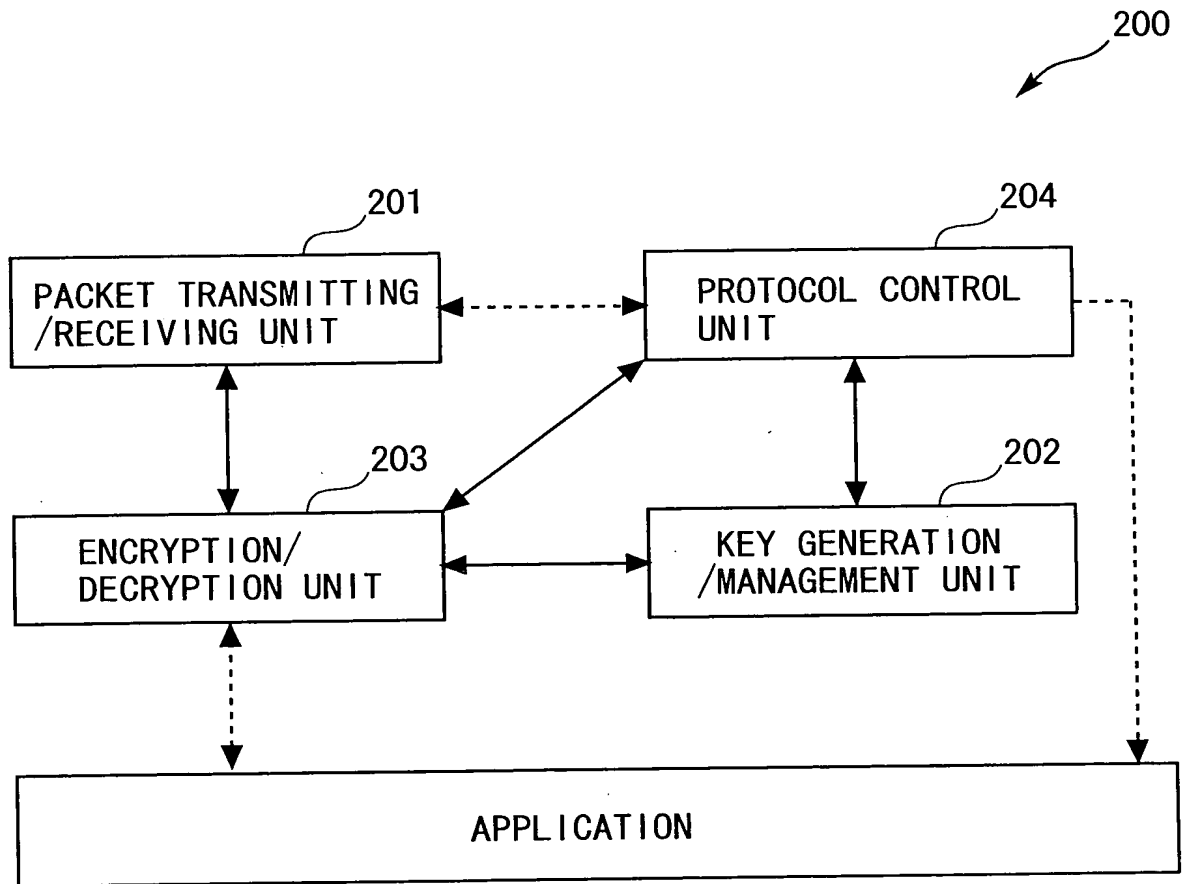 200
201
PACKET TRANSMITTING
/RECEIVING UNIT
204
PROTOCOL CONTROL
UNIT
203
ENCRYPTION/
DECRYPTION UNIT
202
KEY GENERATION
/MANAGEMENT UNIT
APPLICATION